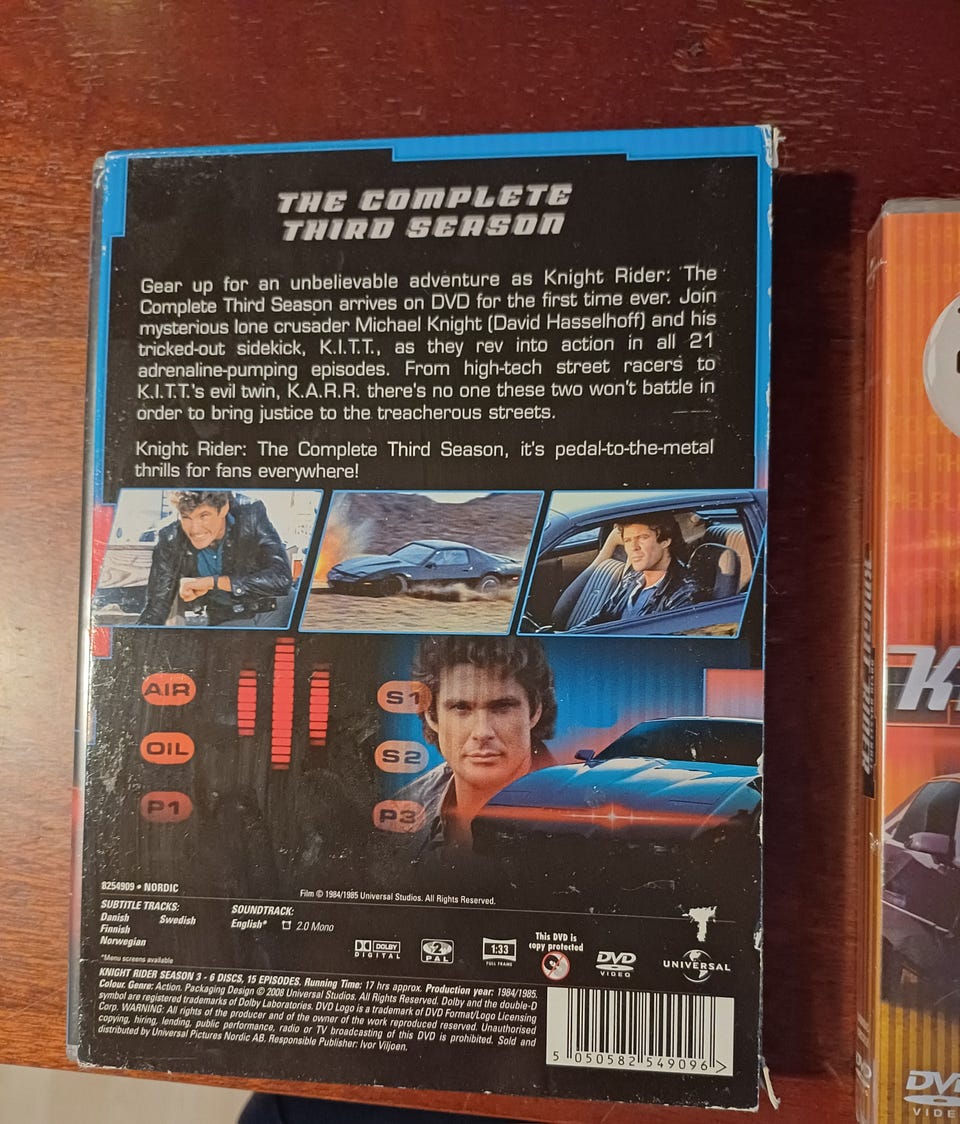 THE COMPLETE
THIRD SEASON
Gear up for an unbelievable adventure as Knight Rider: The
Complete Third Season arrives on DVD for the first time ever. Join
mysterious lone crusader Michael Knight (David Hasselhoff) and his
tricked-out sidekick, K.I.T.T., as they rev into action in all 21
adrenaline-pumping episodes. From high-tech street racers to
K.I.T.T.'s evil twin, K.A.R.R. there's no one these two won't battle in
order to bring justice to the treacherous streets.
Knight Rider: The Complete Third Season, it's pedal-to-the-metal
thrills for fans everywhere!
AIR
S1
OIL
S2
P1
P3
8254909 • NORDIC
Film © 1984/1985 Universal Studios. All Rights Reserved.
SUBTITLE TRACKS:
Danish Swedish
Finnish
Norwegian
*Menu screens available
SOUNDTRACK:
English* 2.0 Mono
DOLBY
DIGITAL
2
PAL
1:33
FULL FRAME
This DVD is
copy protected
DVD
VIDEO
UNIVERSAL
KNIGHT RIDER SEASON 3 - 6 DISCS, 15 EPISODES. Running Time: 17 hrs approx. Production year: 1984/1985.
Colour. Genre: Action. Packaging Design © 2008 Universal Studios. All Rights Reserved. Dolby and the double-D
symbol are registered trademarks of Dolby Laboratories. DVD Logo is a trademark of DVD Format/Logo Licensing
Corp. WARNING: All rights of the producer and of the owner of the work reproduced reserved. Unauthorised
copying, hiring, lending, public performance, radio or TV broadcasting of this DVD is prohibited. Sold and
distributed by Universal Pictures Nordic AB. Responsible Publisher: Ivor Viljoen.
5 050582 549096 >
K
DVD
VIDEO